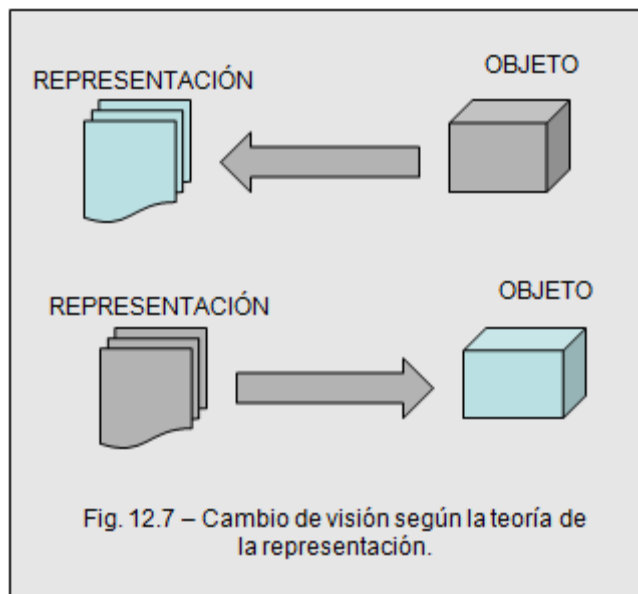 OBJETO
REPRESENTACIÓN
OBJETO
REPRESENTACIÓN
Fig. 12.7 – Cambio de visión según la teoría de
la representación.